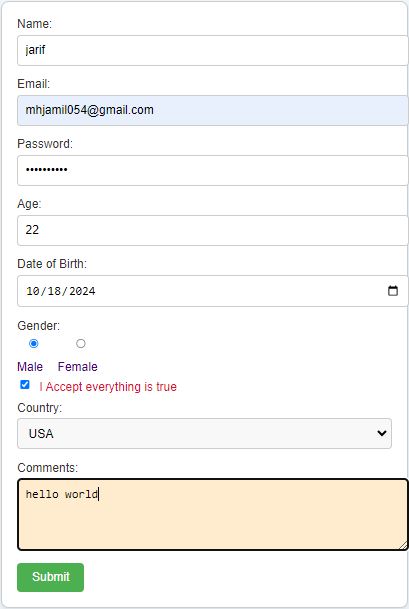 Name:
jarif
Email:
mhjamil054@gmail.com
Password:
••••••••••
Age:
22
Date of Birth:
10/18/2024
Gender:
Male Female
I Accept everything is true
Country:
USA
Comments:
hello world
Submit